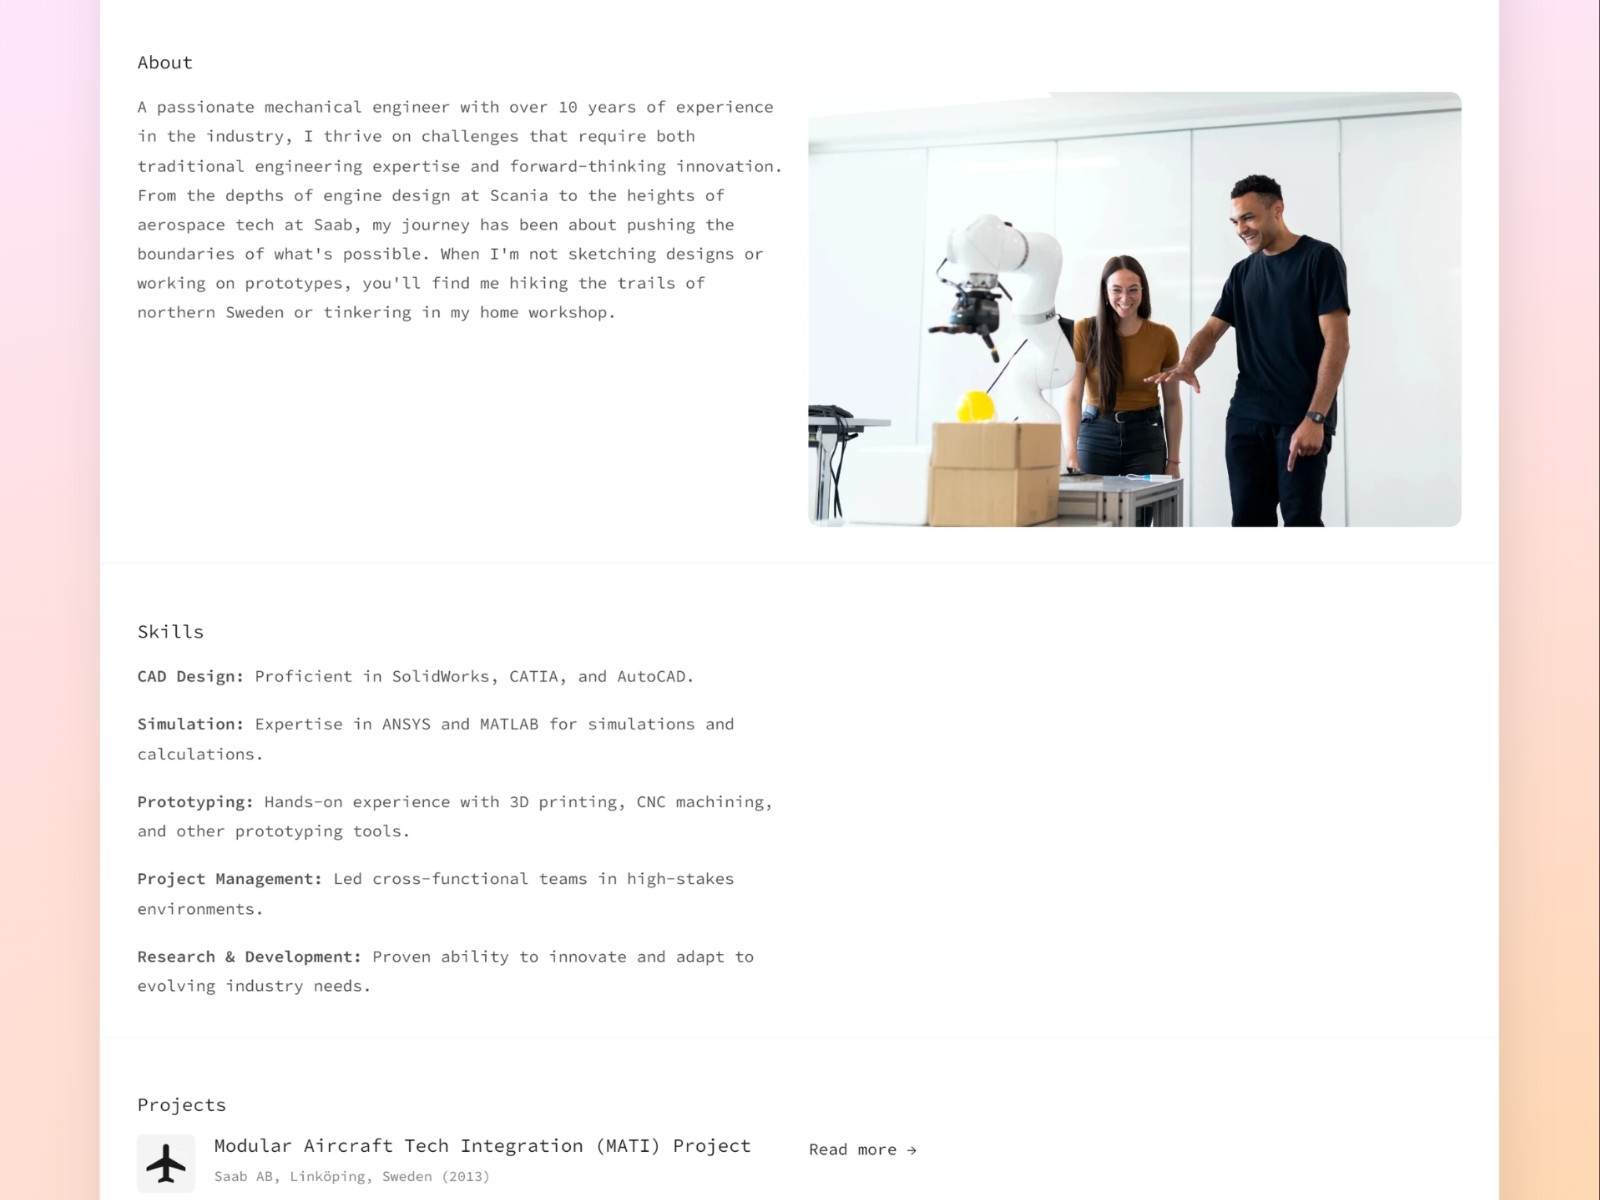 About
A passionate mechanical engineer with over 10 years of experience
in the industry, I thrive on challenges that require both
traditional engineering expertise and forward-thinking innovation.
From the depths of engine design at Scania to the heights of
aerospace tech at Saab, my journey has been about pushing the
boundaries of what's possible. When I'm not sketching designs or
working on prototypes, you'll find me hiking the trails of
northern Sweden or tinkering in my home workshop.
Skills
CAD Design: Proficient in SolidWorks, CATIA, and AutoCAD.
Simulation: Expertise in ANSYS and MATLAB for simulations and
calculations.
Prototyping: Hands-on experience with 3D printing, CNC machining,
and other prototyping tools.
Project Management: Led cross-functional teams in high-stakes
environments.
Research & Development: Proven ability to innovate and adapt to
evolving industry needs.
Projects
Modular Aircraft Tech Integration (MATI) Project
Saab AB, Linköping, Sweden (2013)
Read more →